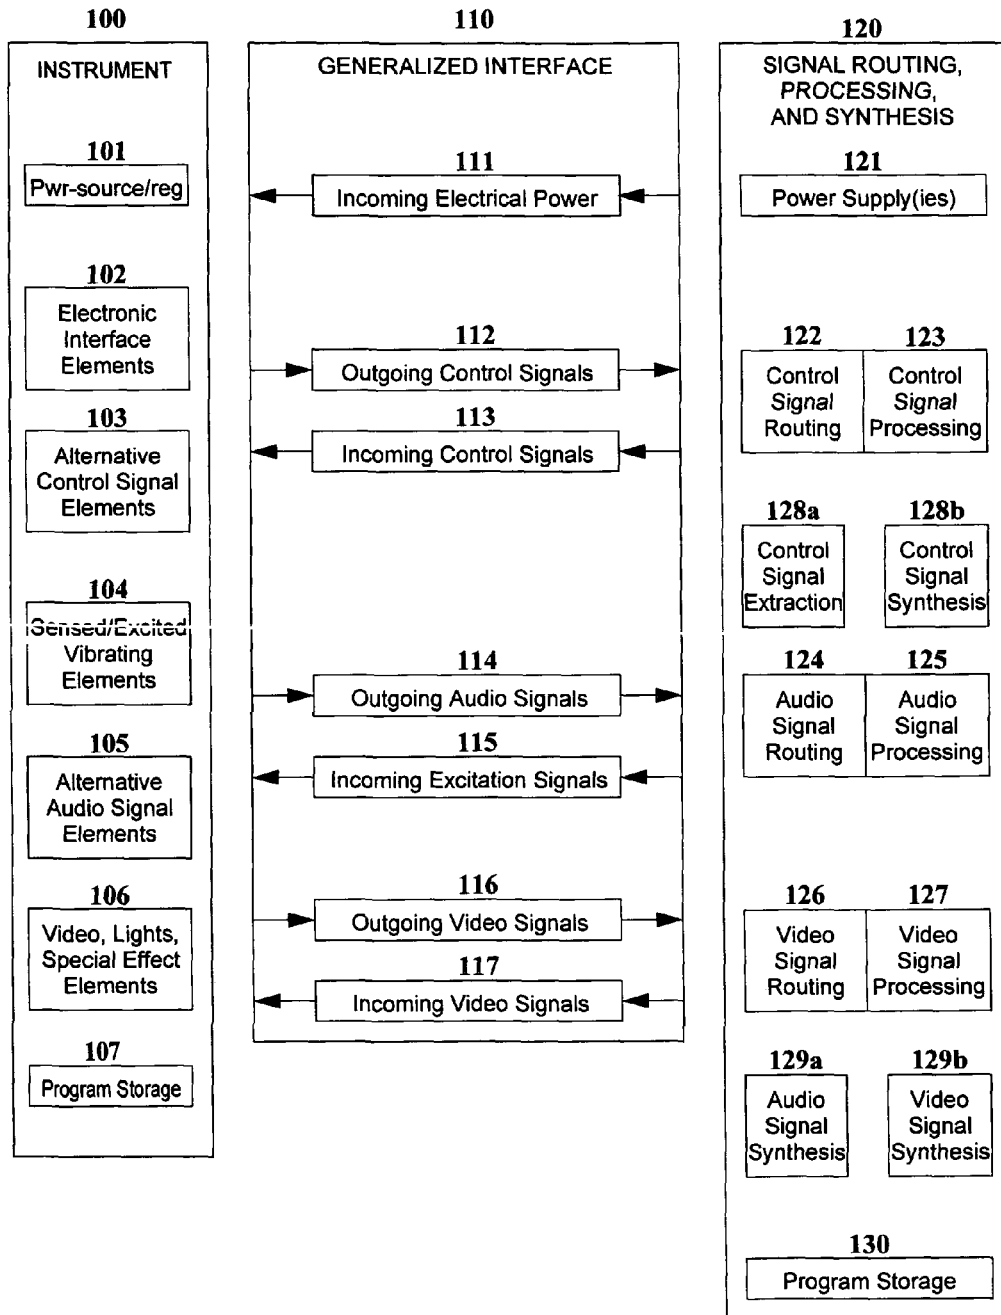 100
INSTRUMENT
101
Pwr-source/reg
102
Electronic
Interface
Elements
103
Alternative
Control Signal
Elements
104
Sensed/Excited
Vibrating
Elements
105
Alternative
Audio Signal
Elements
106
Video, Lights,
Special Effect
Elements
107
Program Storage
110
GENERALIZED INTERFACE
111
Incoming Electrical Power
112
Outgoing Control Signals
113
Incoming Control Signals
114
Outgoing Audio Signals
115
Incoming Excitation Signals
116
Outgoing Video Signals
117
Incoming Video Signals
120
SIGNAL ROUTING,
PROCESSING,
AND SYNTHESIS
121
Power Supply(ies)
122
Control
Signal
Routing
123
Control
Signal
Processing
128a
Control
Signal
Extraction
128b
Control
Signal
Synthesis
124
Audio
Signal
Routing
125
Audio
Signal
Processing
126
Video
Signal
Routing
127
Video
Signal
Processing
129a
Audio
Signal
Synthesis
129b
Video
Signal
Synthesis
130
Program Storage